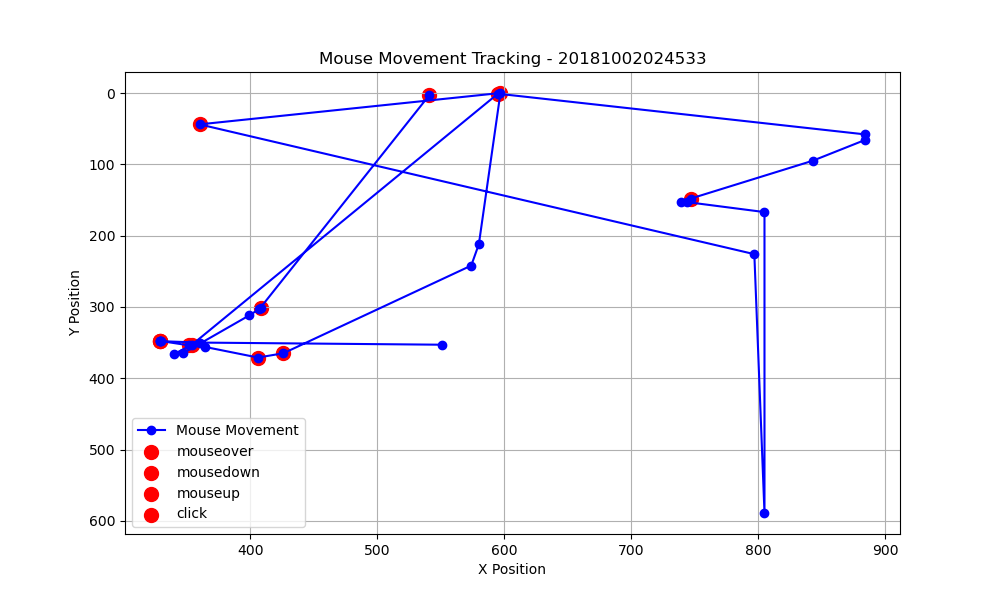 Mouse Movement Tracking - 20181002024533
0
100
200
300
400
500
600
Y Position
Mouse Movement
mouseover
mousedown
mouseup
click
400
500
600
700
800
900
X Position